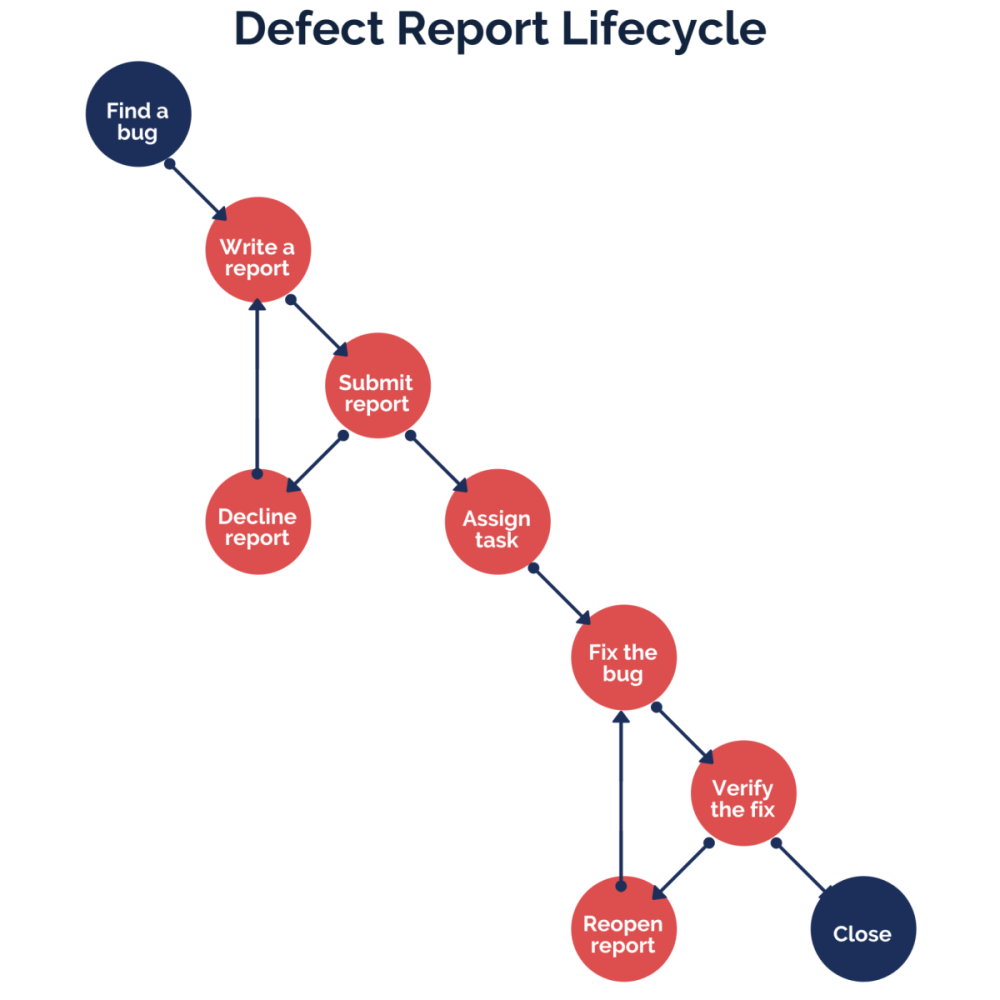 Defect Report Lifecycle
Find a
bug
Write a
report
Submit
report
Decline
report
Assign
task
Fix the
bug
Verify
the fix
Reopen
report
Close